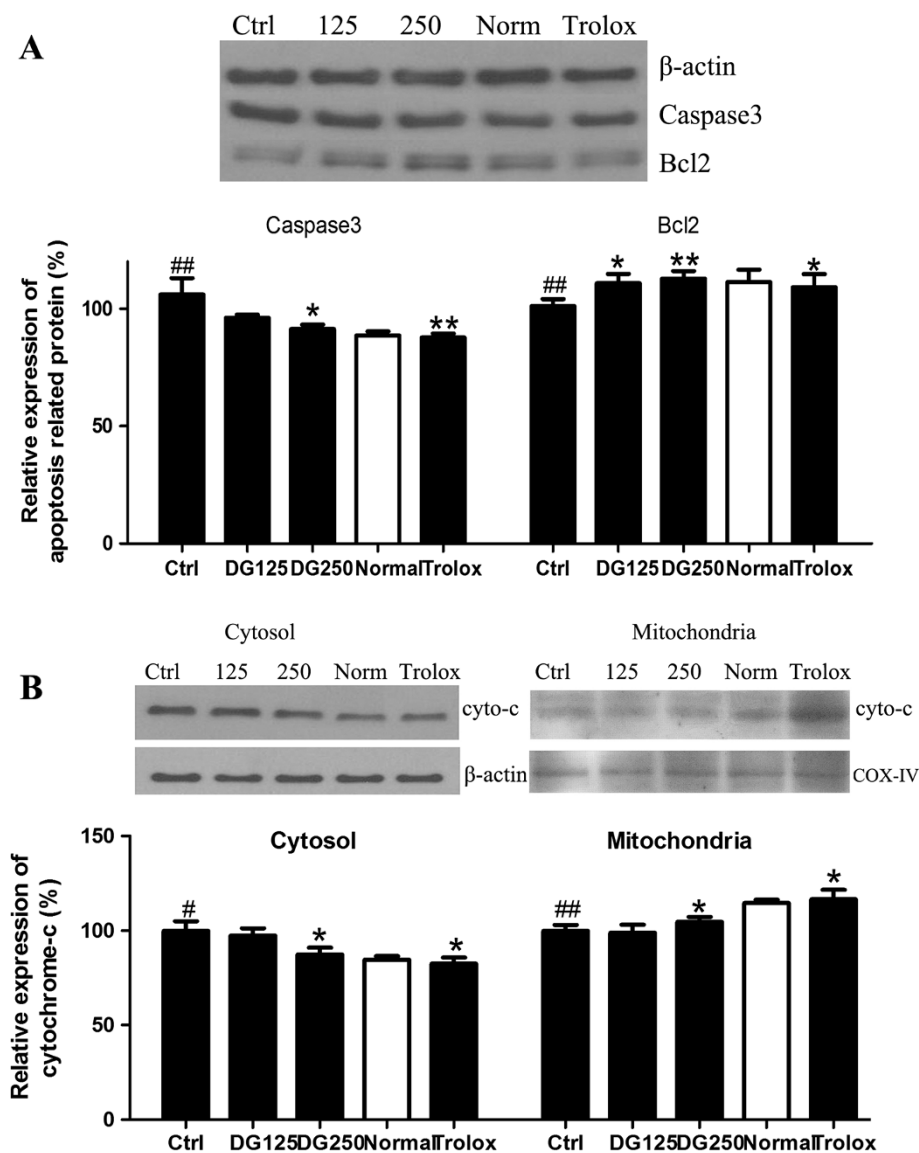 A
Ctrl 125 250 Norm Trolox
β-actin
Caspase3
Bcl2
Caspase3 Bcl2
Relative expression of
apoptosis related protein (%)
100
50
0
## * ** ## * ** *
Ctrl DG125 DG250 Normal Trolox Ctrl DG125 DG250 Normal Trolox
B
Cytosol Mitochondria
Ctrl 125 250 Norm Trolox Ctrl 125 250 Norm Trolox
cyto-c cyto-c
β-actin COX-IV
Relative expression of
cytochrome-c (%)
150
100
50
0
Cytosol Mitochondria
# * * ## * *
Ctrl DG125 DG250 Normal Trolox Ctrl DG125 DG250 Normal Trolox